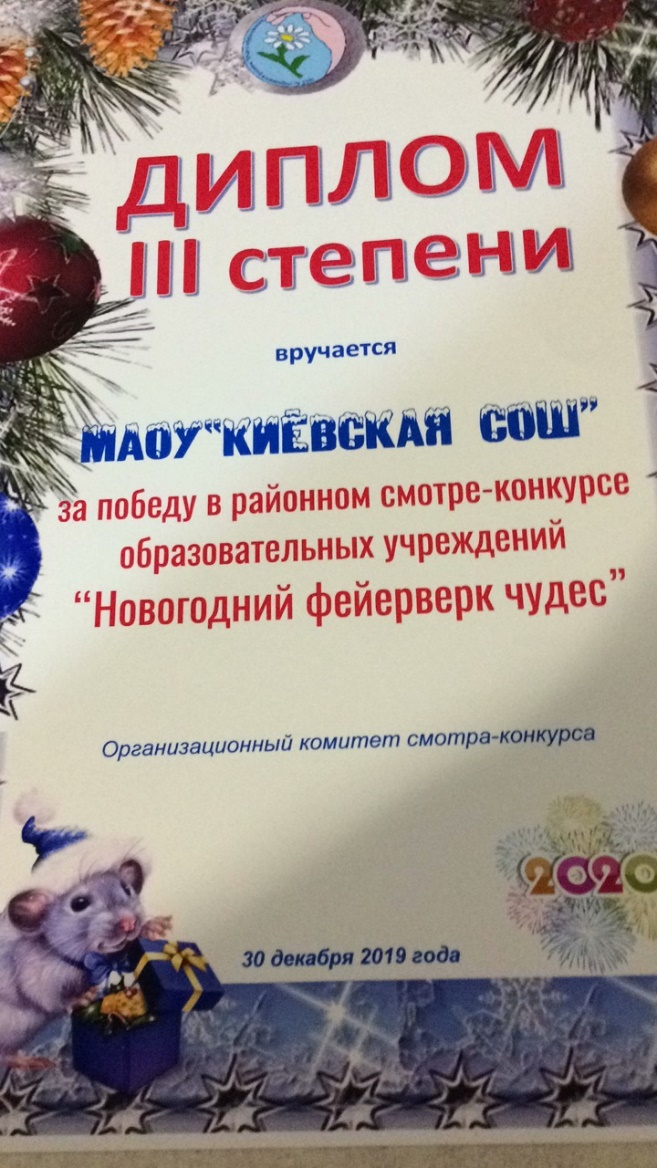 ДИПЛОМ
III степени
вручается
МАОУ“КИЁВСКАЯ СОШ”
за победу в районном смотре-конкурсе
образовательных учреждений
“Новогодний фейерверк чудес”
Организационный комитет смотра-конкурса
2020
30 декабря 2019 года